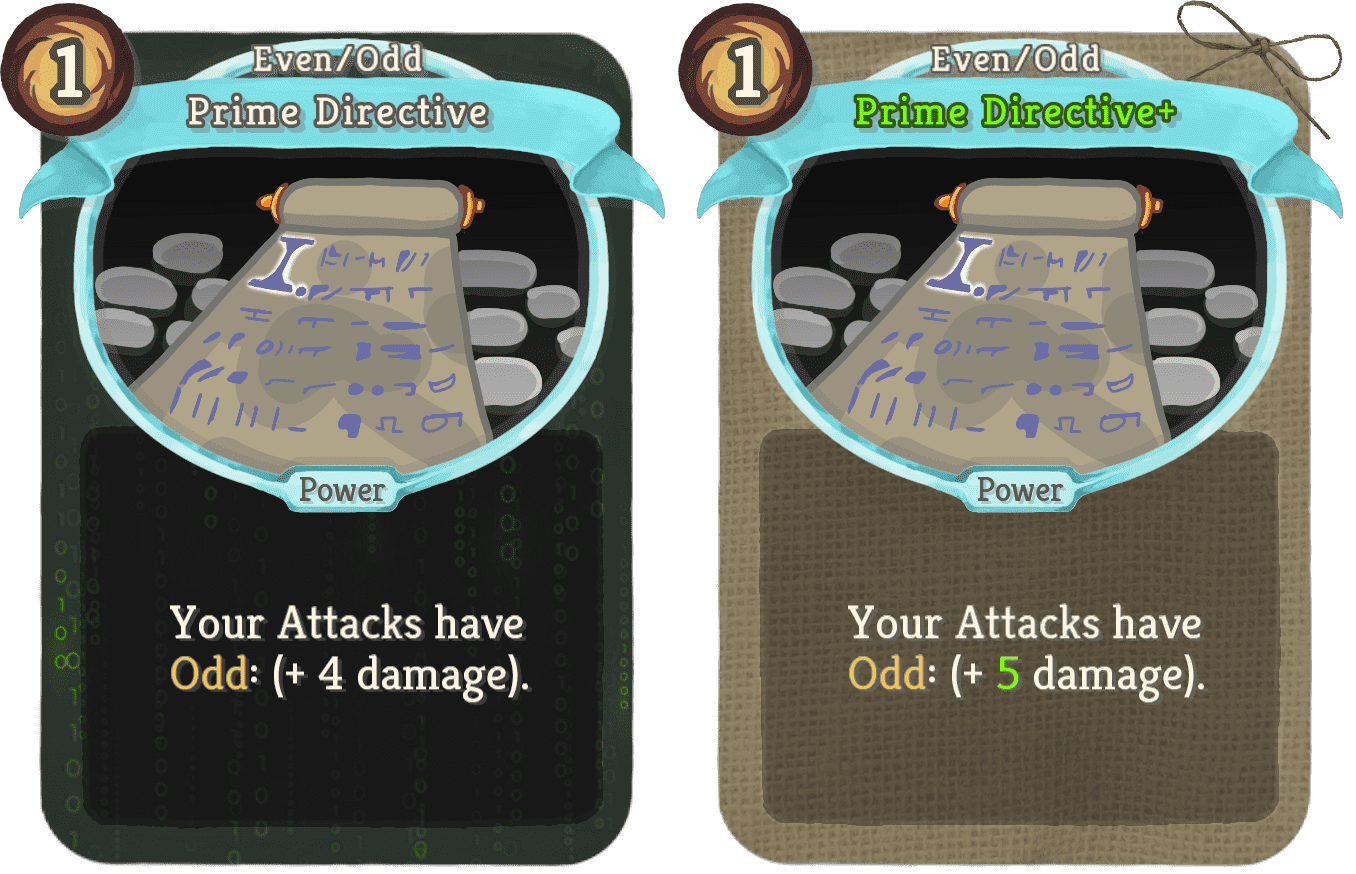 1
Even/Odd
Prime Directive
I.
Power
Your Attacks have
Odd: (+ 4 damage).
1
Even/Odd
Prime Directive+
I.
Power
Your Attacks have
Odd: (+ 5 damage).